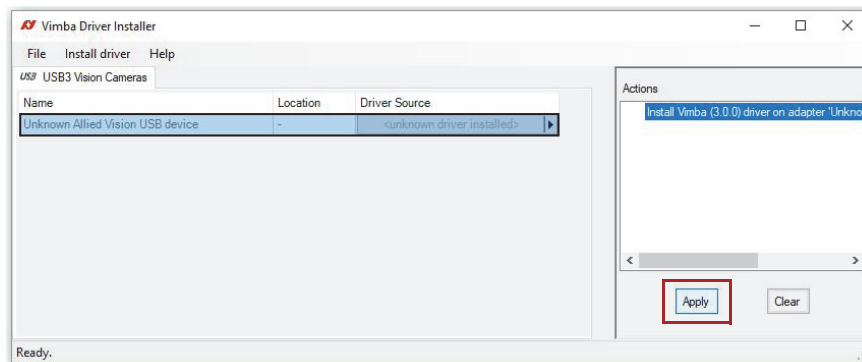 Vimba Driver Installer
File Install driver Help
USB USB3 Vision Cameras
Name Location Driver Source
Unknown Allied Vision USB device - <unknown driver installed>
Actions
Install Vimba (3.0.0) driver on adapter 'Unkno
Apply Clear
Ready.